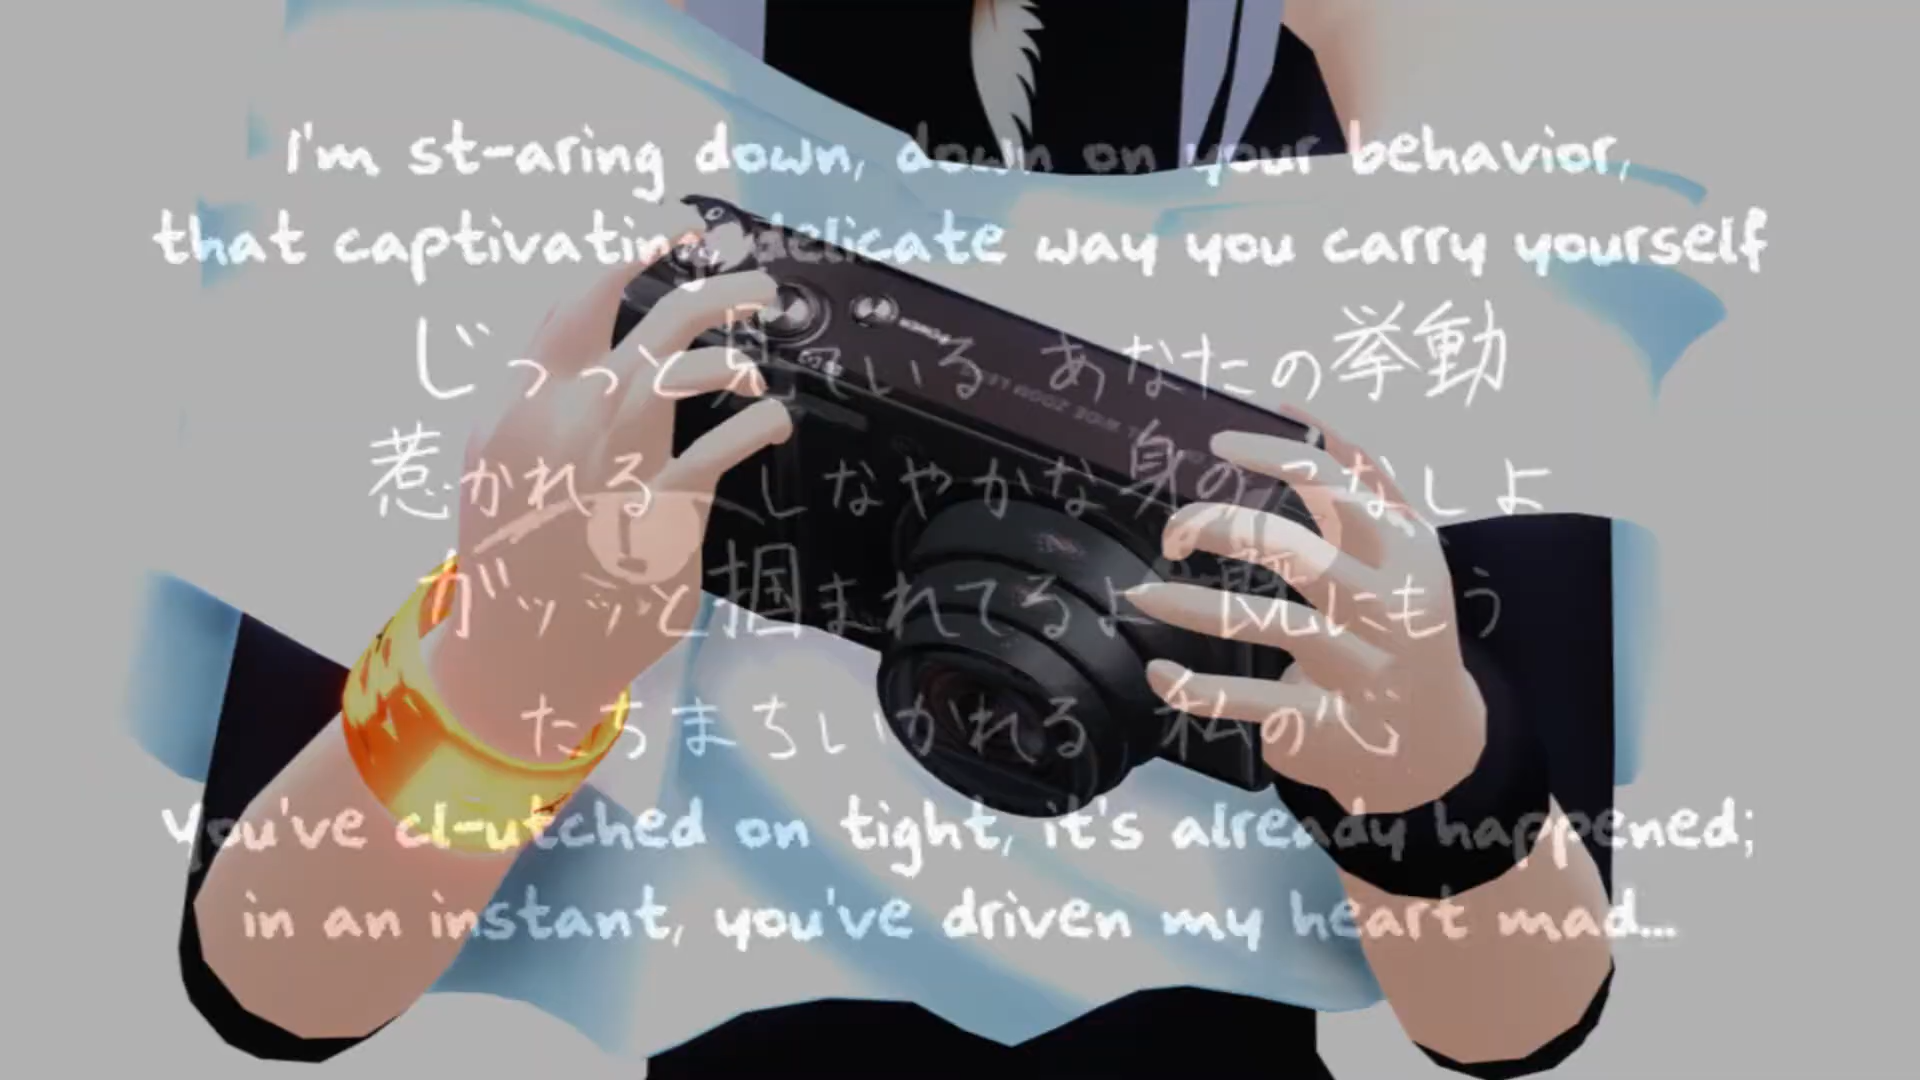 I'm st-aring down, down on your behavior,
that captivating, delicate way you carry yourself
じっっと見ている あなたの挙動
惹かれる しなやかな身のこなしよ
ガッッッと掴まれてるよ 既にもう
たちまちいかれる 私の心
You've cl-utched on tight, it's already happened;
in an instant, you've driven my heart mad...
POWER